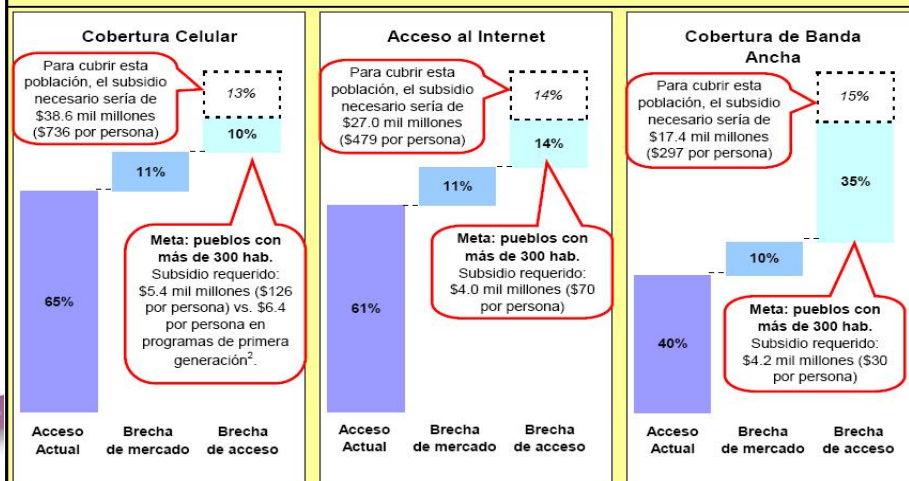 Cobertura Celular
Para cubrir esta
población, el subsidio
necesario sería de
$38.6 mil millones
($736 por persona)
13%
10%
11%
65%
Meta: pueblos con
más de 300 hab.
Subsidio requerido:
$5.4 mil millones ($126
por persona) vs. $6.4
por persona en
programas de primera
generación².
Acceso
Actual
Brecha
de mercado
Brecha
de acceso
Acceso al Internet
Para cubrir esta
población, el subsidio
necesario sería de
$27.0 mil millones
($479 por persona)
14%
14%
11%
61%
Meta: pueblos con
más de 300 hab.
Subsidio requerido:
$4.0 mil millones ($70
por persona)
Acceso
Actual
Brecha
de mercado
Brecha
de acceso
Cobertura de Banda
Ancha
Para cubrir esta
población, el subsidio
necesario sería de
$17.4 mil millones
($297 por persona)
15%
35%
10%
40%
Meta: pueblos con
más de 300 hab.
Subsidio requerido:
$4.2 mil millones ($30
por persona)
Acceso
Actual
Brecha
de mercado
Brecha
de acceso